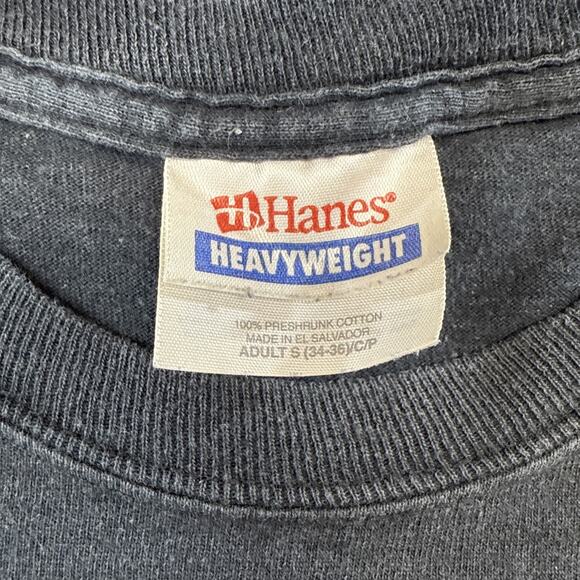 Hanes®
HEAVYWEIGHT
100% PRESHRUNK COTTON
MADE IN EL SALVADOR
ADULT S (34-36)/C/P